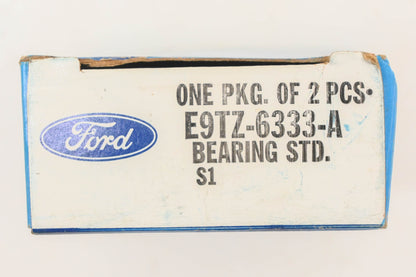 ONE PKG. OF 2 PCS.
Ford
E9TZ-6333-A
BEARING STD.
S1